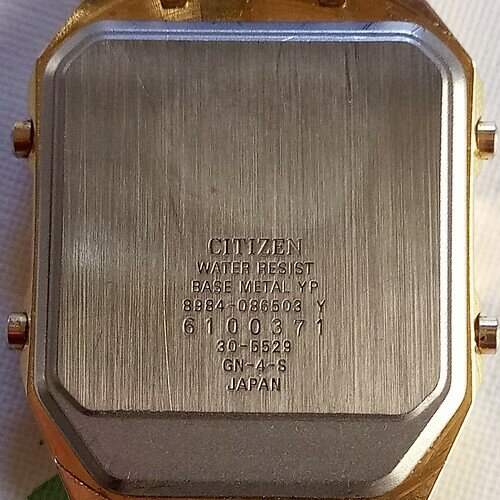 CITIZEN
WATER RESIST
BASE METAL YP
8984-086503 Y
6100371
30-5529
GN-4-S
JAPAN